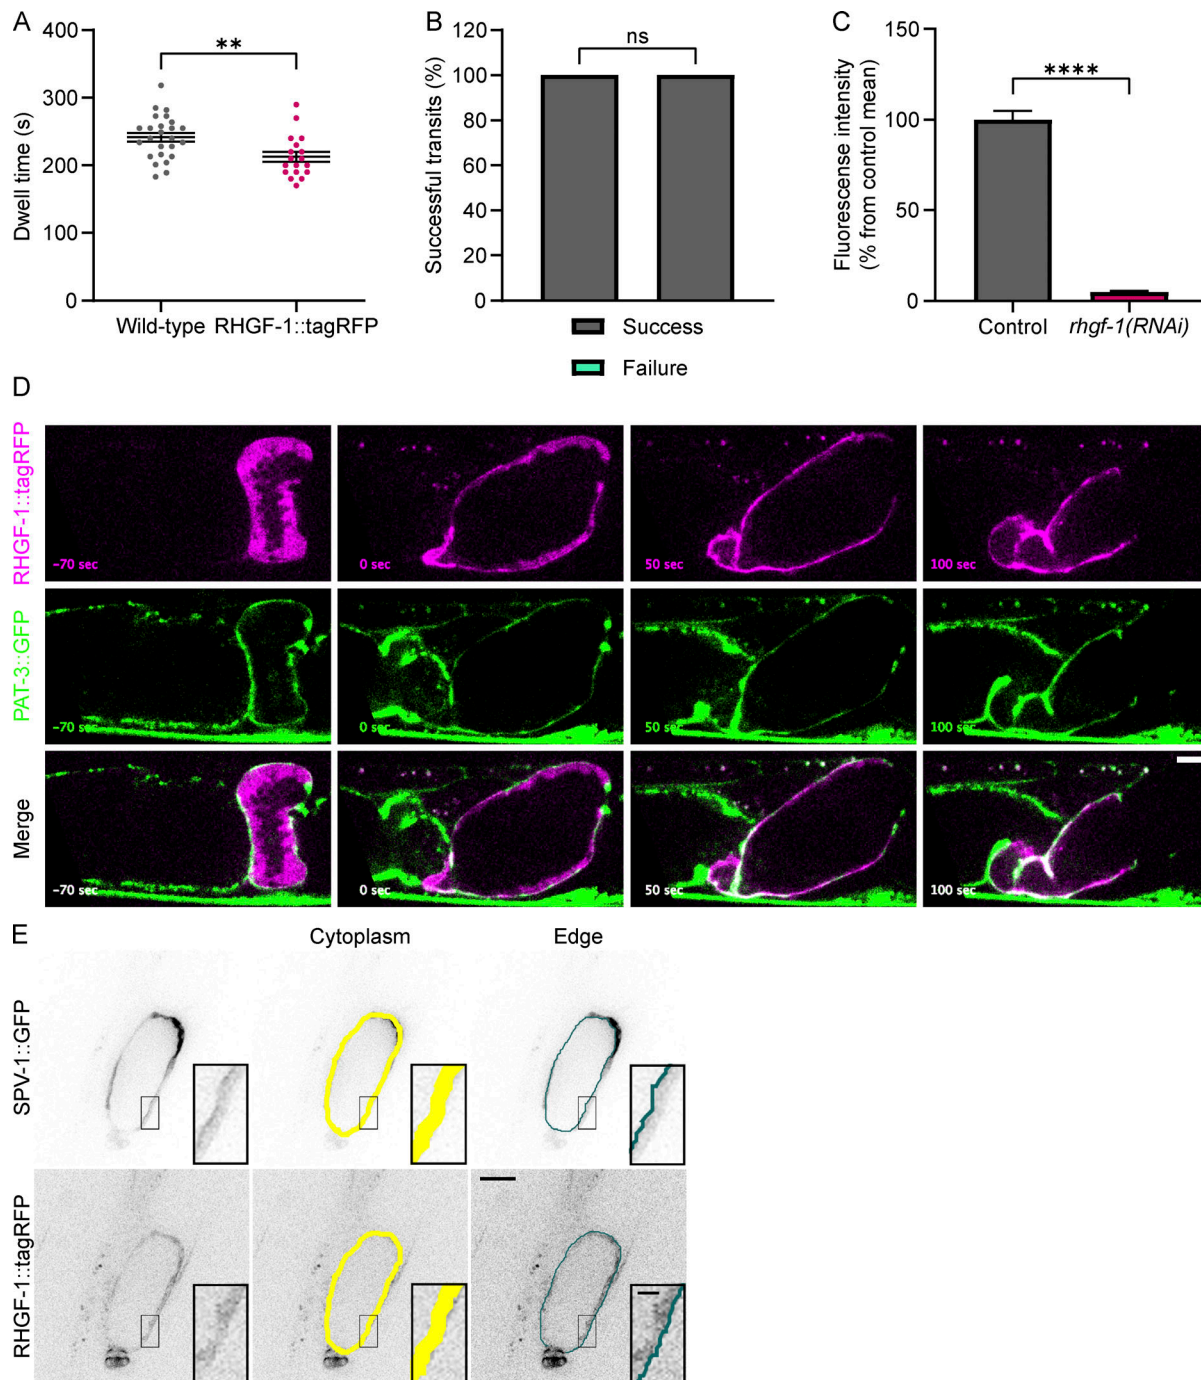 A
Dwell time (s)
400
300
200
100
0
**
Wild-type
RHGF-1::tagRFP
B
Successful transits (%)
120
100
80
60
40
20
0
ns
Success
Failure
C
Fluorescense intensity
(% from control mean)
150
100
50
0
****
Control
rhgf-1(RNAi)
D
RHGF-1::tagRFP
-70 sec
0 sec
50 sec
100 sec
PAT-3::GFP
-70 sec
0 sec
50 sec
100 sec
Merge
-70 sec
0 sec
50 sec
100 sec
E
Cytoplasm
Edge
SPV-1::GFP
RHGF-1::tagRFP